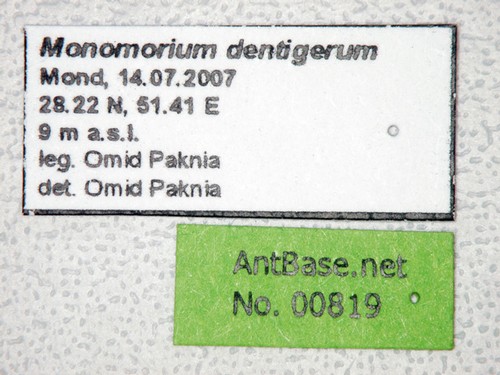 Monomorium dentigerum
Mond, 14.07.2007
28.22 N, 51.41 E
9 m a.s.l.
leg. Omid Paknia
det. Omid Paknia
AntBase.net
No. 00819